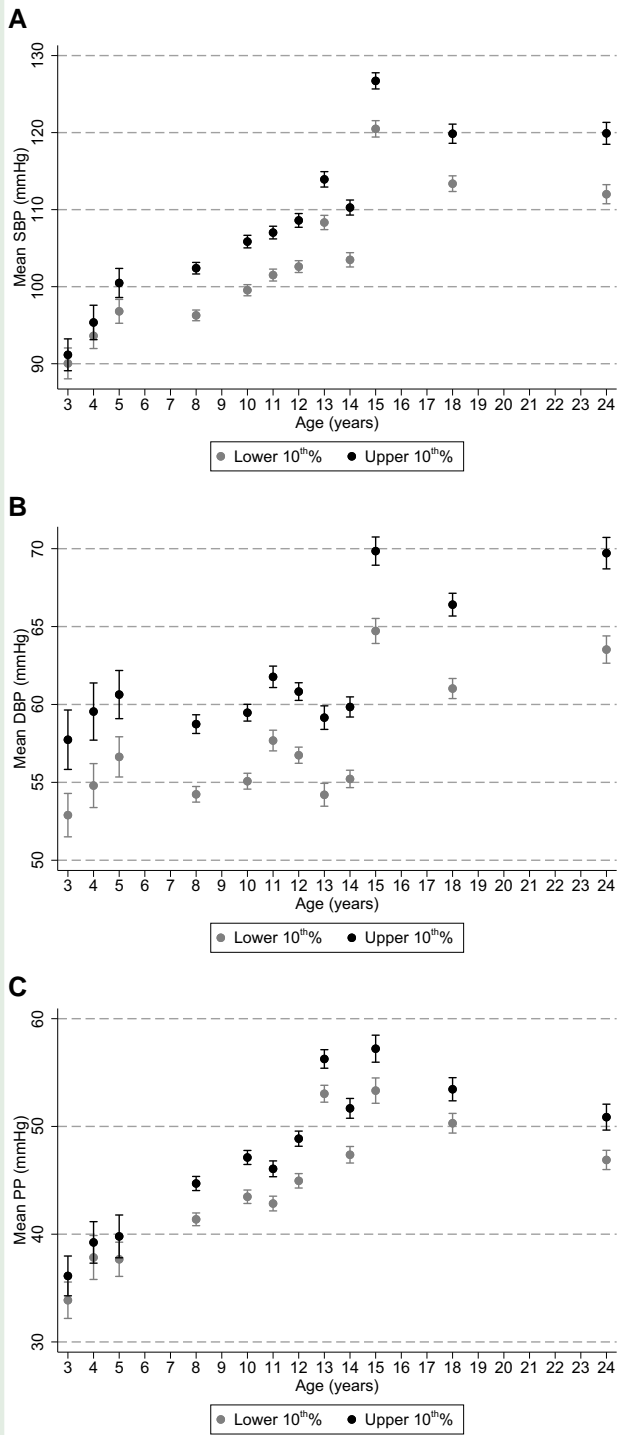 A
Mean SBP (mmHg)
130
120
110
100
90
3 4 5 6 7 8 9 10 11 12 13 14 15 16 17 18 19 20 21 22 23 24
Age (years)
Lower 10th% Upper 10th%
B
Mean DBP (mmHg)
70
65
60
55
50
3 4 5 6 7 8 9 10 11 12 13 14 15 16 17 18 19 20 21 22 23 24
Age (years)
Lower 10th% Upper 10th%
C
Mean PP (mmHg)
60
50
40
30
3 4 5 6 7 8 9 10 11 12 13 14 15 16 17 18 19 20 21 22 23 24
Age (years)
Lower 10th% Upper 10th%